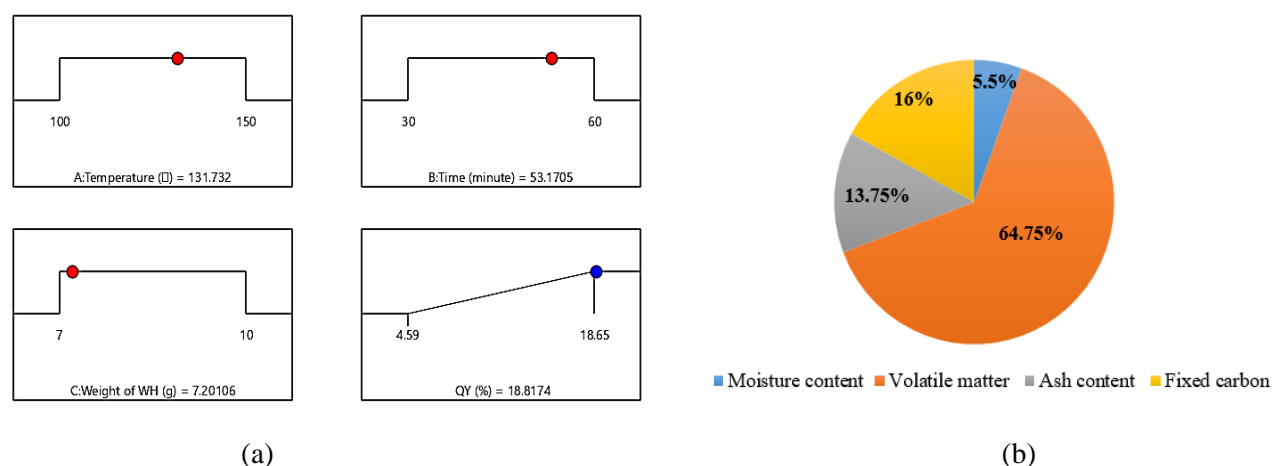 100 150
A:Temperature (▯) = 131.732
30 60
B:Time (minute) = 53.1705
7 10
C:Weight of WH (g) = 7.20106
4.59 18.65
QY (%) = 18.8174
(a)
5.5%
16%
13.75%
64.75%
Moisture content Volatile matter Ash content Fixed carbon
(b)